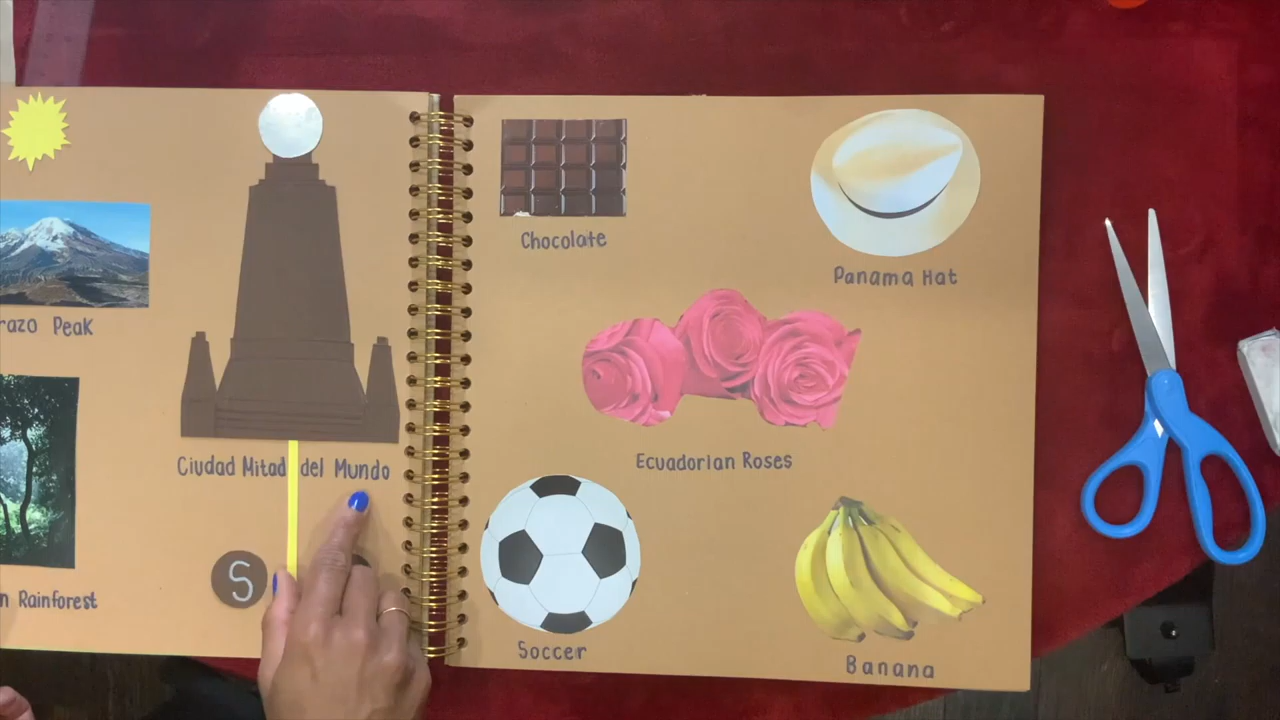 razo Peak
n Rainforest
Ciudad Mitad del Mundo
S
Chocolate
Panama Hat
Ecuadorian Roses
Soccer
Banana